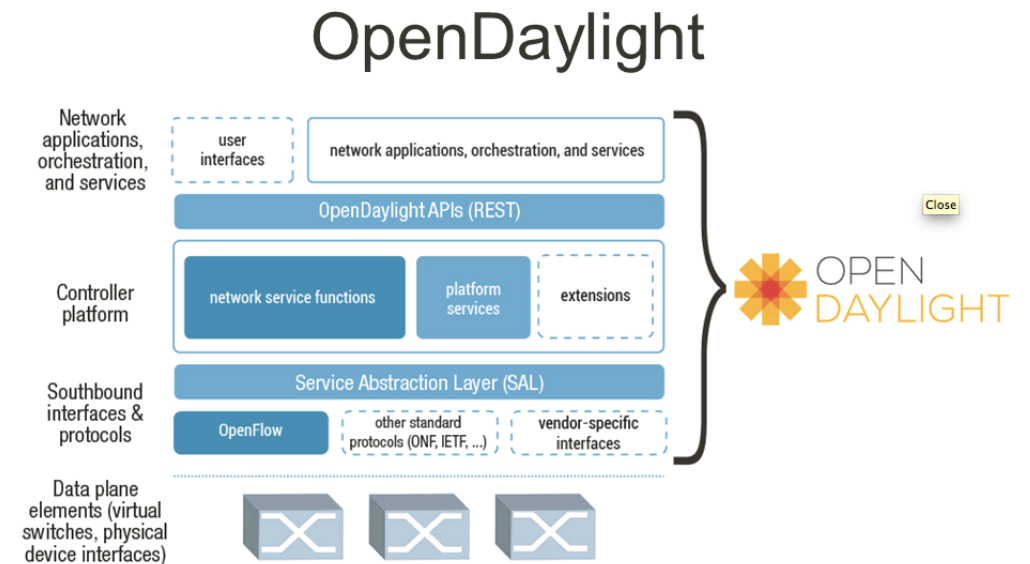 OpenDaylight
Network
applications,
orchestration,
and services
user
interfaces
network applications, orchestration, and services
OpenDaylight APIs (REST)
Close
Controller
platform
network service functions
platform
services
extensions
OPEN
DAYLIGHT
Southbound
interfaces &
protocols
Service Abstraction Layer (SAL)
OpenFlow
other standard
protocols (ONF, IETF, ...)
vendor-specific
interfaces
Data plane
elements (virtual
switches, physical
device interfaces)